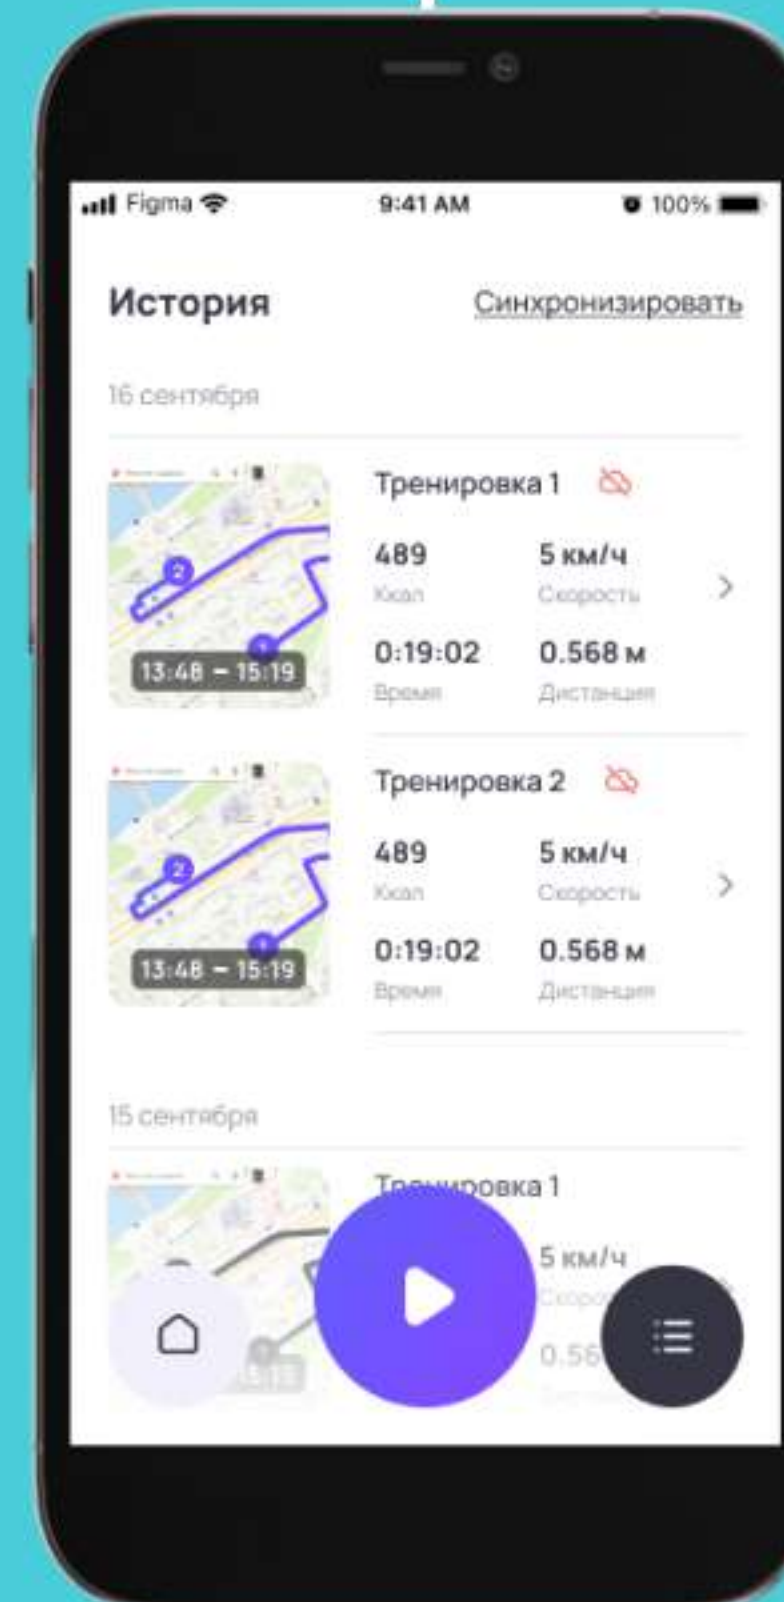 Figma 9:41 AM 100%
История Синхронизировать
16 сентября
Тренировка 1
489 5 км/ч
Ккал Скорость
0:19:02 0.568 м
Время Дистанция
13:48 – 15:19
Тренировка 2
489 5 км/ч
Ккал Скорость
0:19:02 0.568 м
Время Дистанция
13:48 – 15:19
15 сентября
Тренировка 1
5 км/ч